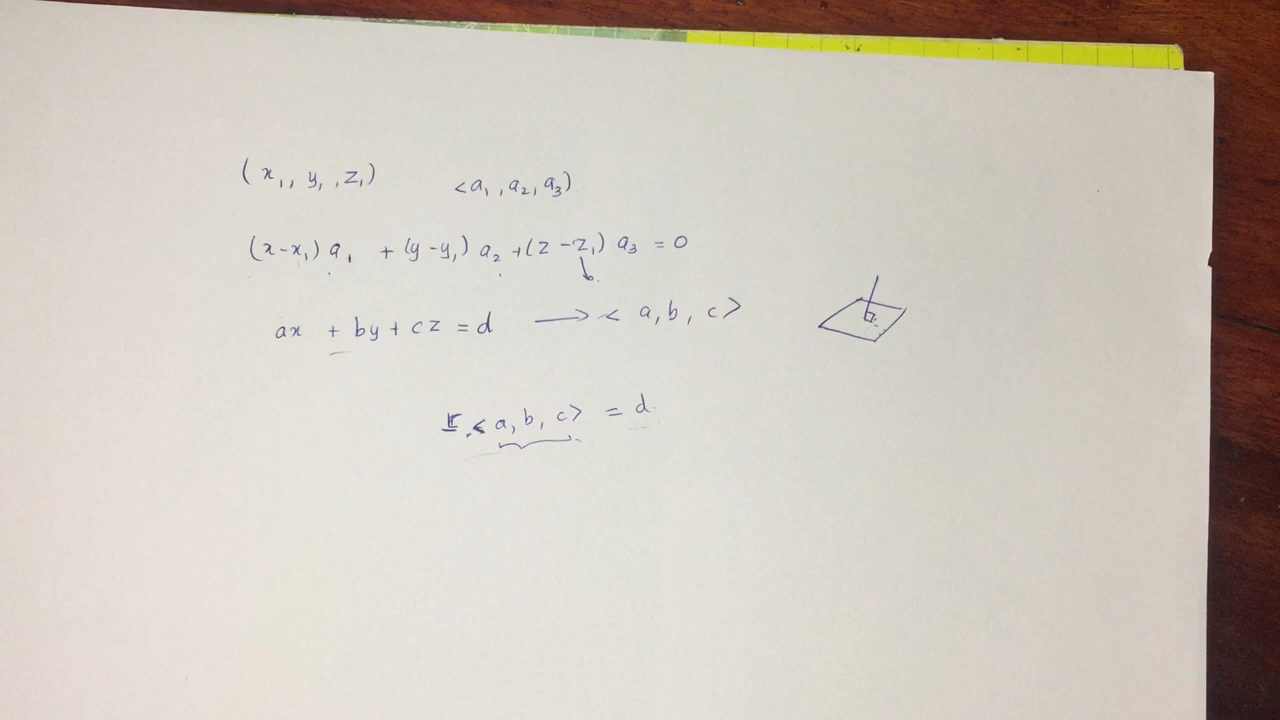 (x₁, y₁, z₁) <a₁, a₂, a₃)
(x-x₁) a₁ + (y-y₁) a₂ + (z-z₁) a₃ = 0
ax + by + cz = d ⟶ < a, b, c >
r.< a, b, c > = d.